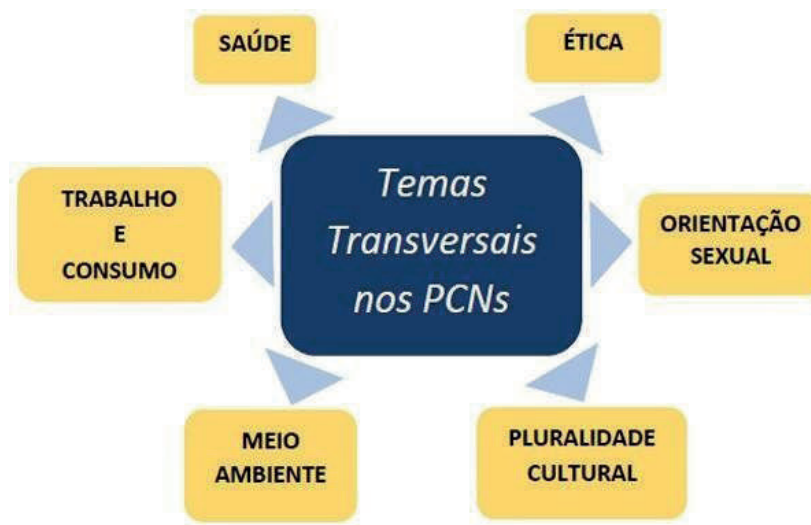 SAÚDE
ÉTICA
Temas
Transversais
nos PCNs
TRABALHO
E
CONSUMO
ORIENTAÇÃO
SEXUAL
MEIO
AMBIENTE
PLURALIDADE
CULTURAL